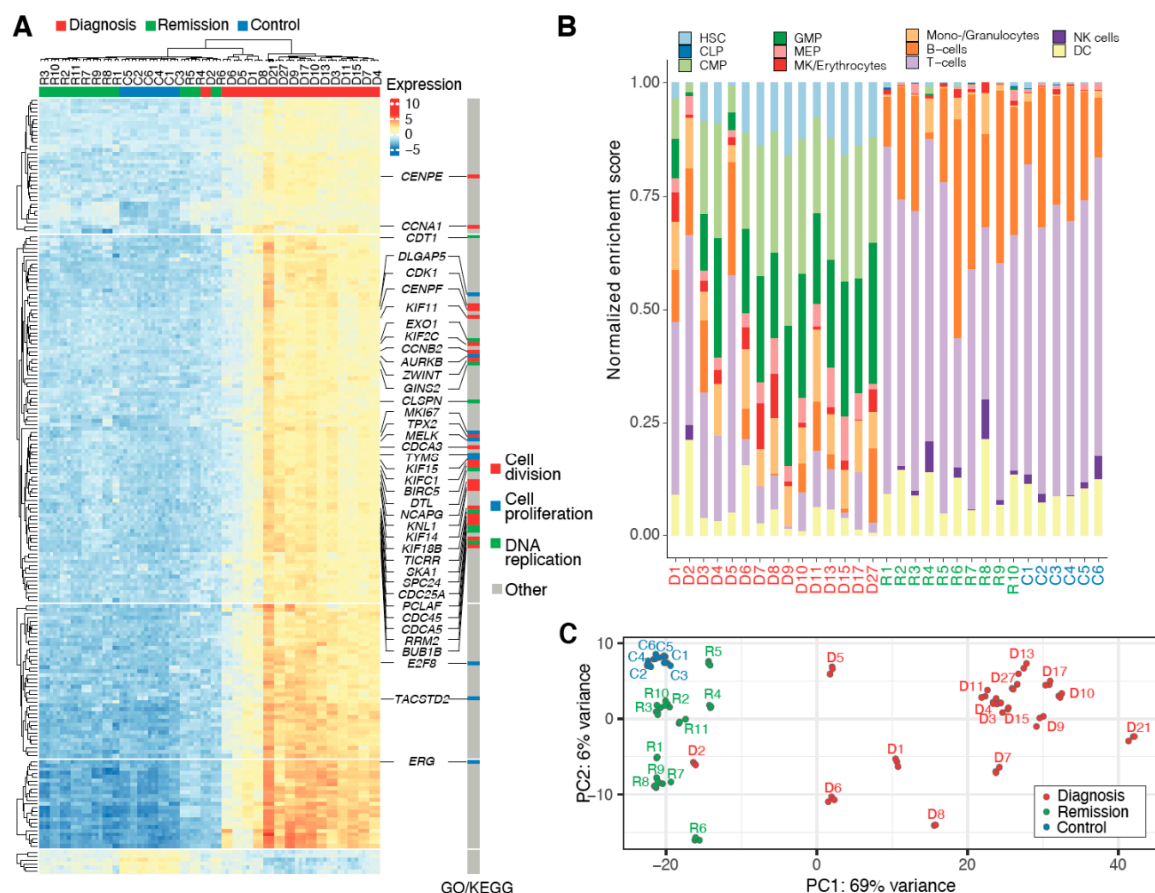 A
Diagnosis Remission Control
R3 R10 R2 R11 R9 R8 R1 C5 C2 C6 C4 C1 C3 R5 R4 D2 R6 D6 D5 D1 D8 D21 D7 D27 D9 D17 D10 D13 D3 D11 D15 D4
Expression
10
5
0
−5
CENPE
CCNA1
CDT1
DLGAP5
CDK1
CENPF
KIF11
EXO1
KIF2C
CCNB2
AURKB
ZWINT
GINS2
CLSPN
MKI67
TPX2
MELK
CDCA3
TYMS
KIF15
KIFC1
BIRC5
DTL
NCAPG
KNL1
KIF14
KIF18B
TICRR
SKA1
SPC24
CDC25A
PCLAF
CDC45
CDCA5
RRM2
BUB1B
E2F8
TACSTD2
ERG
Cell
division
Cell
proliferation
DNA
replication
Other
GO/KEGG
B
HSC GMP Mono-/Granulocytes NK cells
CLP MEP B-cells DC
CMP MK/Erythrocytes T-cells
Normalized enrichemt score
1.00
0.75
0.50
0.25
0.00
D1 D2 D3 D4 D5 D6 D7 D8 D9 D10 D11 D13 D15 D17 D27 R1 R2 R3 R4 R5 R6 R7 R8 R9 R10 C1 C2 C3 C4 C5 C6
C
PC2: 6% variance
10
0
−10
C6 C5
C4 C1
C2 C3
R5
R10
R3 R2 R4
R11
R1
D2
R9
R8 R7
R6
D5
D1
D6
D8
D13
D27 D17
D11 D10
D4
D3 D15 D9
D21
D7
Diagnosis
Remission
Control
−20 0 20 40
PC1: 69% variance